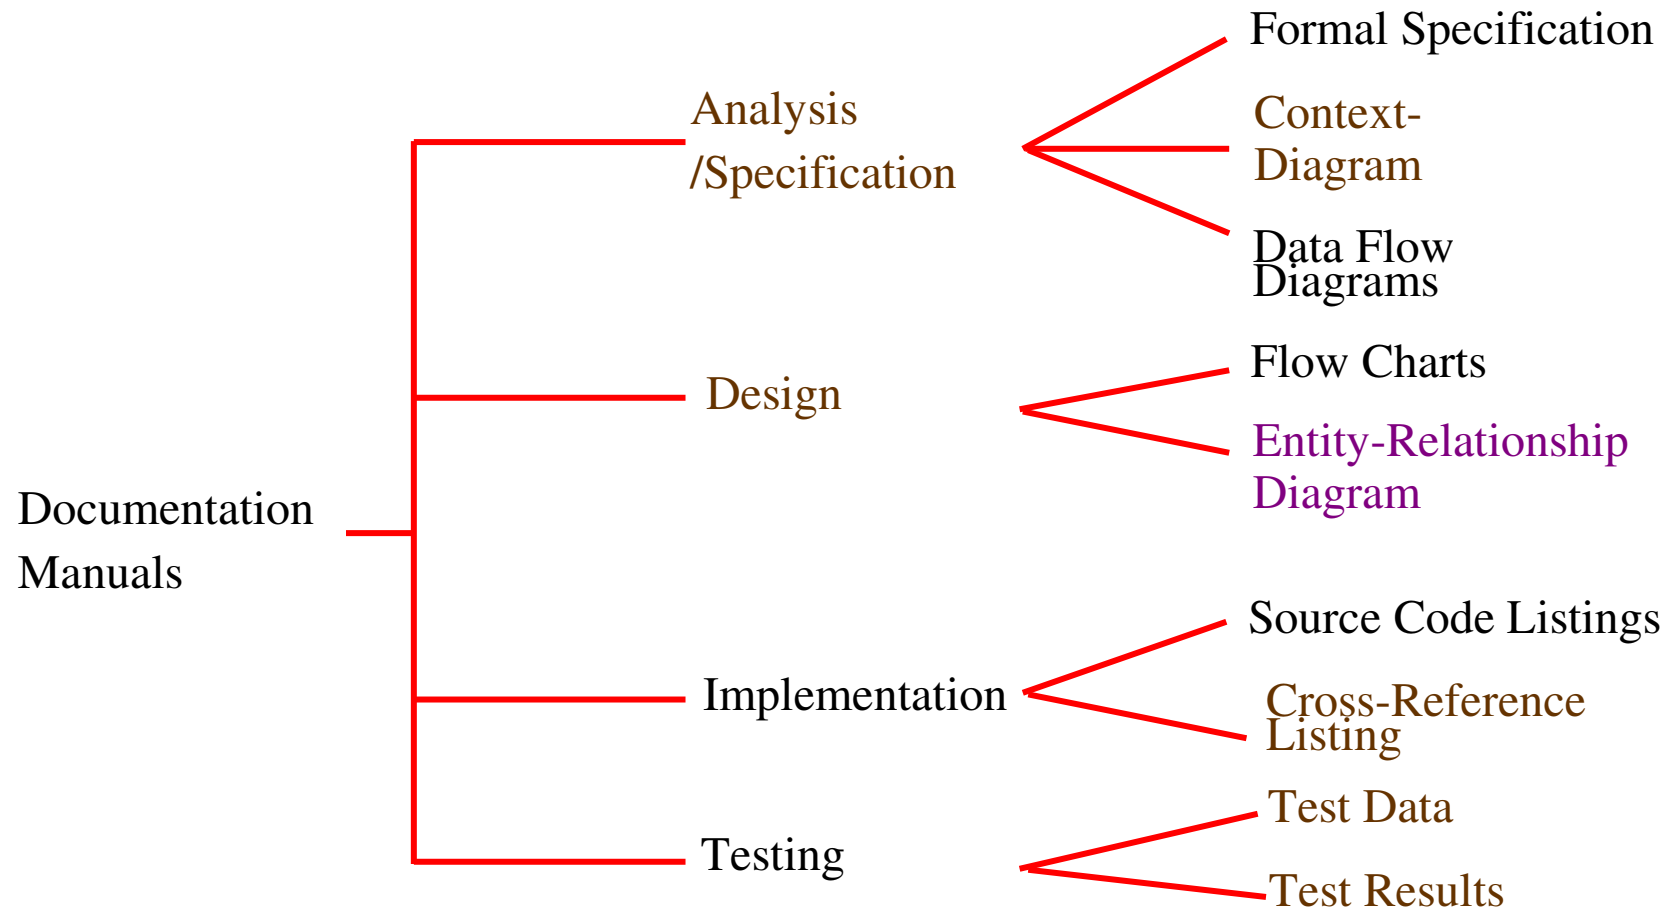 Formal Specification
Analysis
/Specification
Context-
Diagram
Data Flow
Diagrams
Design
Flow Charts
Entity-Relationship
Diagram
Documentation
Manuals
Implementation
Source Code Listings
Cross-Reference
Listing
Testing
Test Data
Test Results